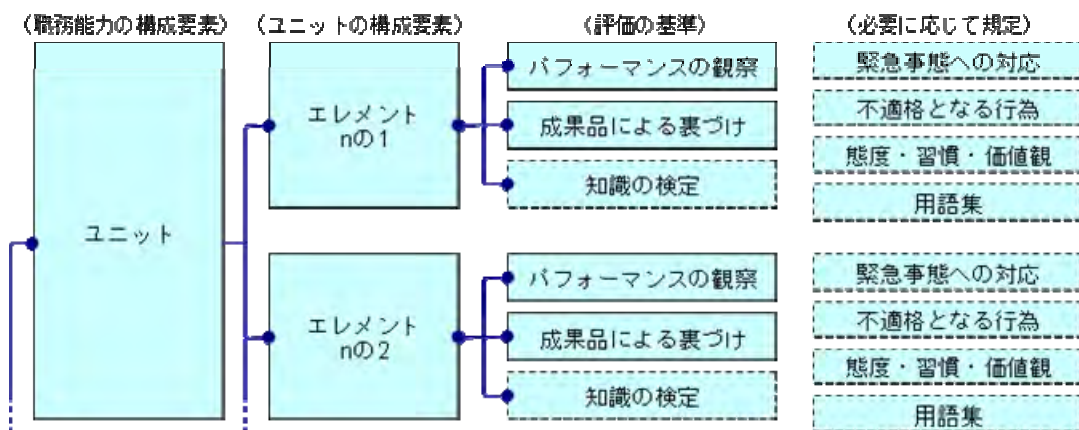 (職務能力の構成要素)
(ユニットの構成要素)
(評価の基準)
(必要に応じて規定)
ユニット
エレメント
nの1
パフォーマンスの観察
成果品による裏づけ
知識の検定
緊急事態への対応
不適格となる行為
態度・習慣・価値観
用語集
エレメント
nの2
パフォーマンスの観察
成果品による裏づけ
知識の検定
緊急事態への対応
不適格となる行為
態度・習慣・価値観
用語集